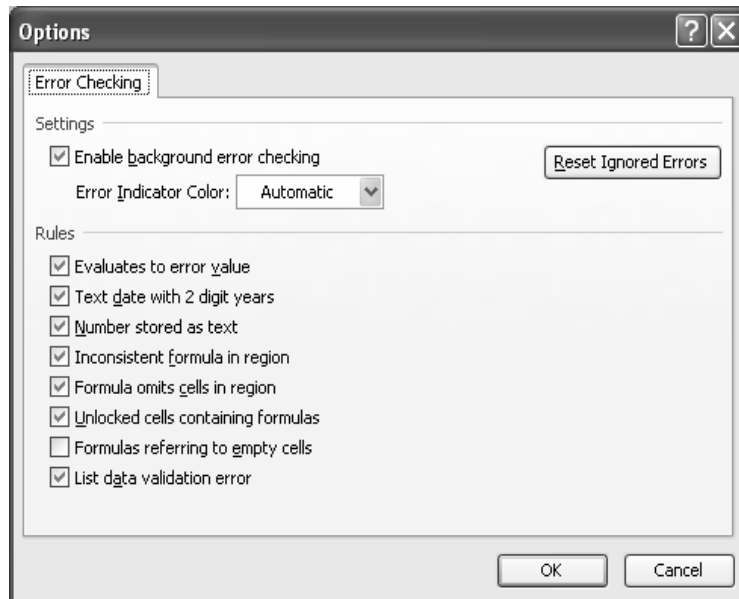 Options
Error Checking
Settings
Enable background error checking
Reset Ignored Errors
Error Indicator Color: Automatic
Rules
Evaluates to error value
Text date with 2 digit years
Number stored as text
Inconsistent formula in region
Formula omits cells in region
Unlocked cells containing formulas
Formulas referring to empty cells
List data validation error
OK Cancel